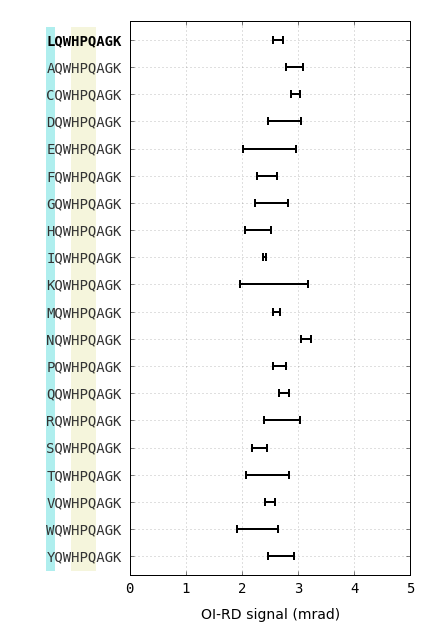 LQWHPQAGK
AQWHPQAGK
CQWHPQAGK
DQWHPQAGK
EQWHPQAGK
FQWHPQAGK
GQWHPQAGK
HQWHPQAGK
IQWHPQAGK
KQWHPQAGK
MQWHPQAGK
NQWHPQAGK
PQWHPQAGK
QQWHPQAGK
RQWHPQAGK
SQWHPQAGK
TQWHPQAGK
VQWHPQAGK
WQWHPQAGK
YQWHPQAGK
0 1 2 3 4 5
OI-RD signal (mrad)